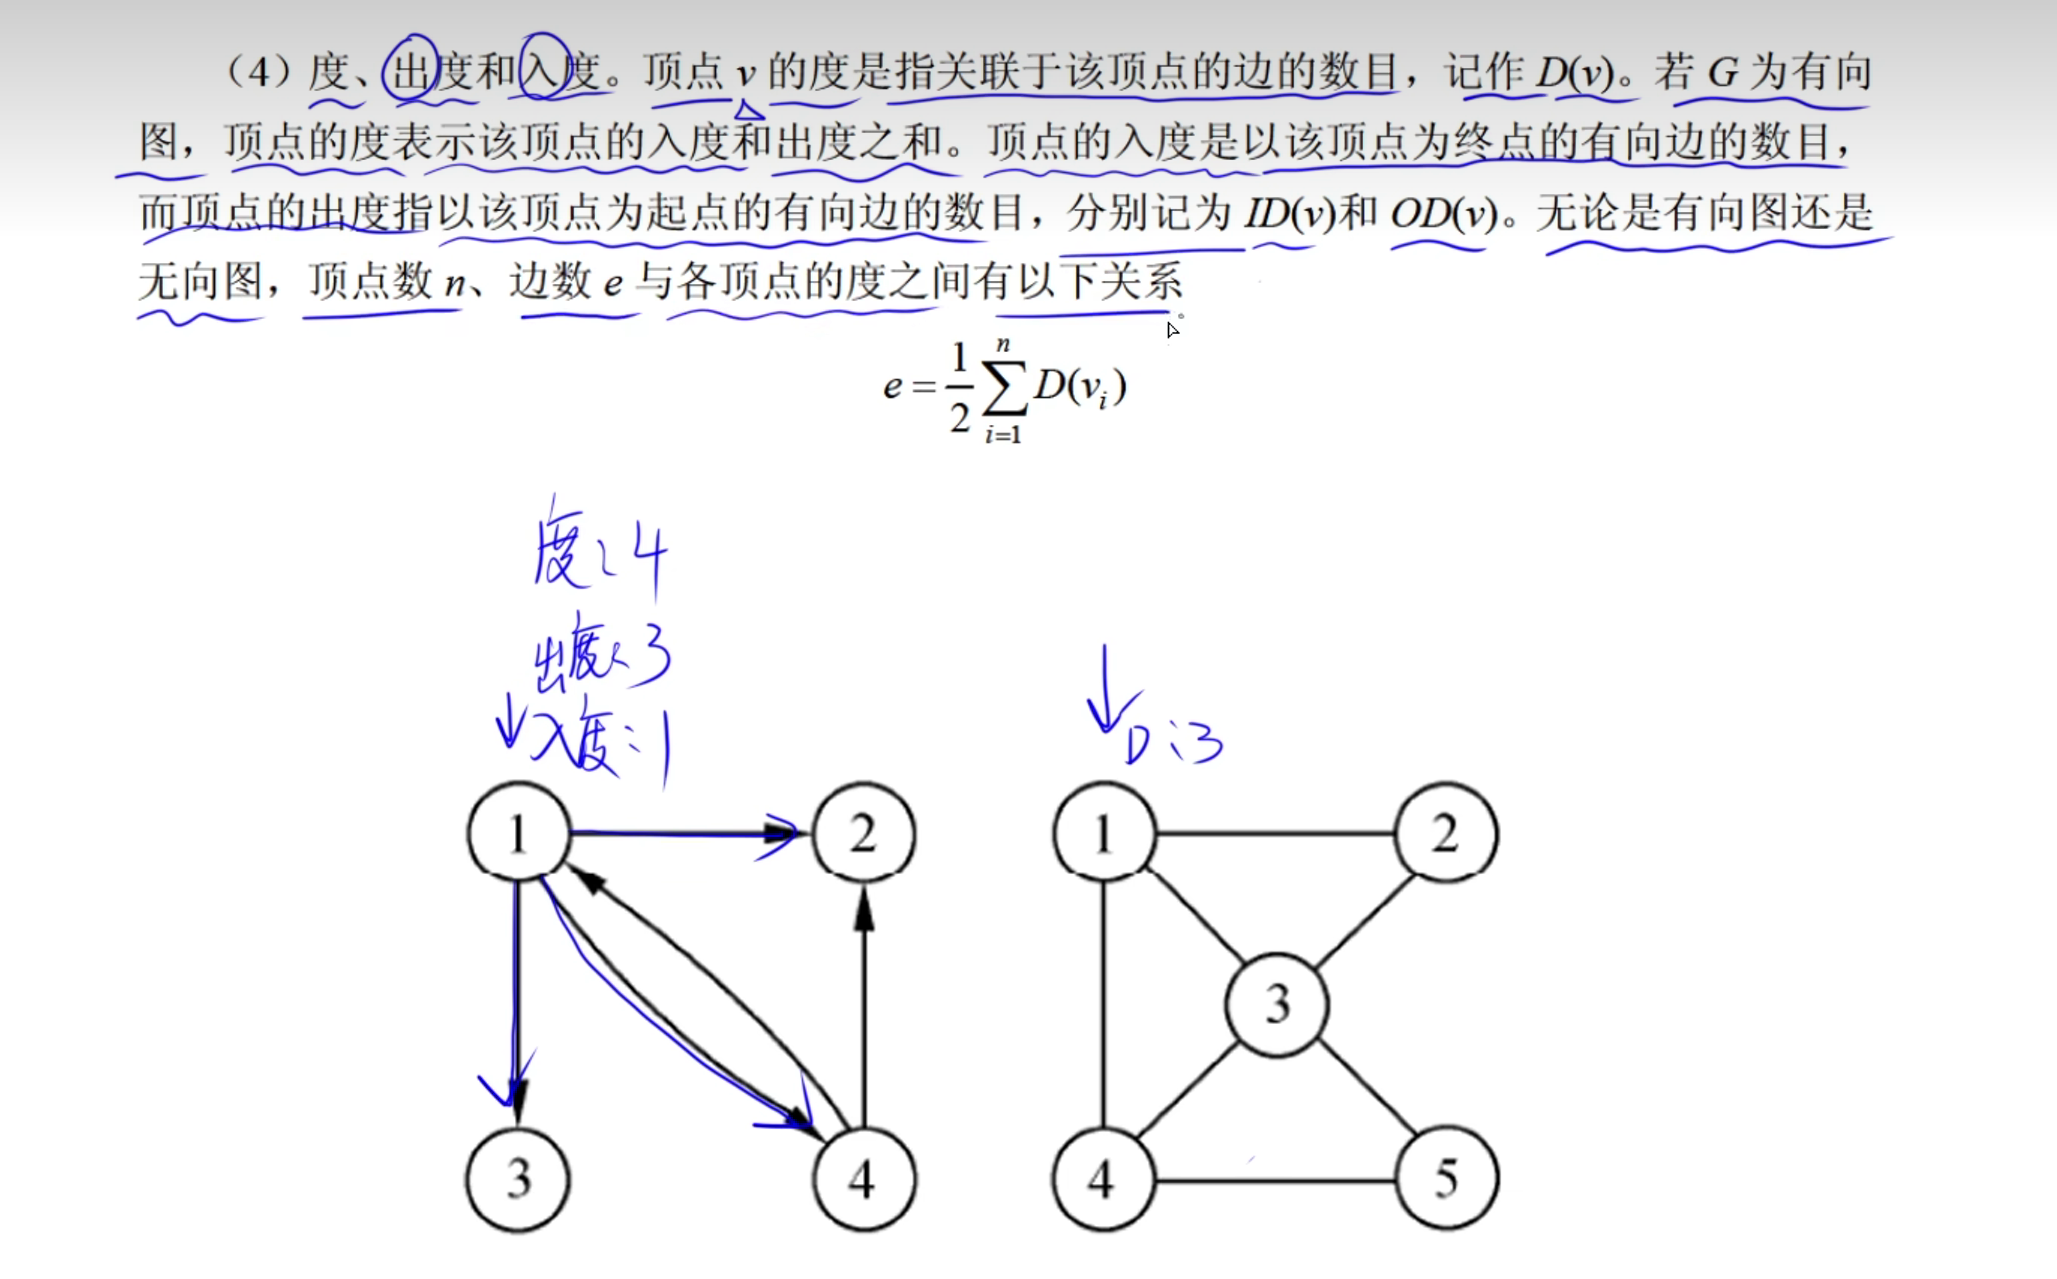 （4）度、出度和入度。顶点 v 的度是指关联于该顶点的边的数目，记作 D(v)。若 G 为有向
图，顶点的度表示该顶点的入度和出度之和。顶点的入度是以该顶点为终点的有向边的数目，
而顶点的出度指以该顶点为起点的有向边的数目，分别记为 ID(v)和 OD(v)。无论是有向图还是
无向图，顶点数 n、边数 e 与各顶点的度之间有以下关系。
e = 1/2 ∑ n i=1 D(vᵢ)
度：4
出度：3
入度：1
D：3
1 2
3 4
1 2
3
4 5